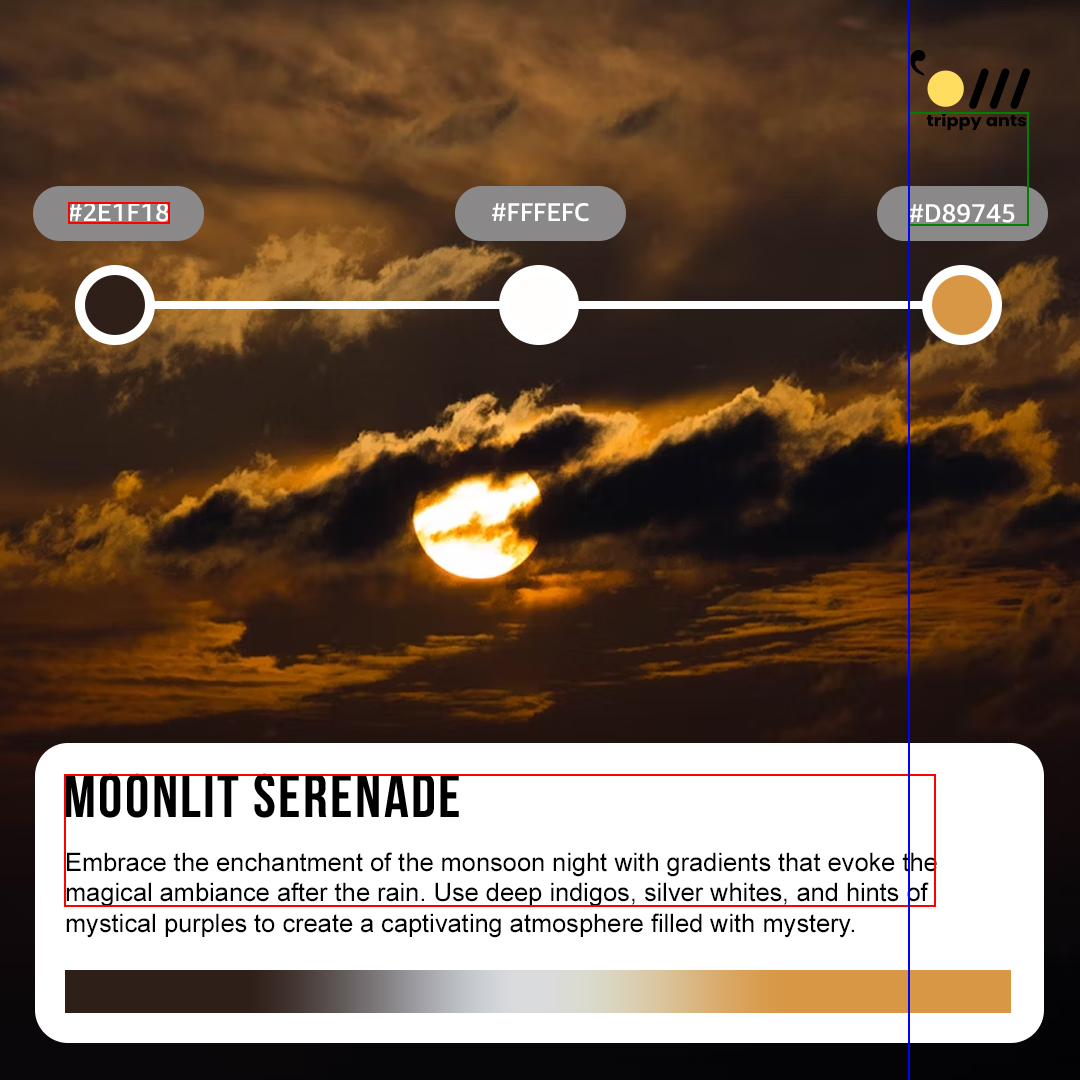 trippy ants
#2E1F18
#FFFEFC
#D89745
MOONLIT SERENADE
Embrace the enchantment of the monsoon night with gradients that evoke the
magical ambiance after the rain. Use deep indigos, silver whites, and hints of
mystical purples to create a captivating atmosphere filled with mystery.